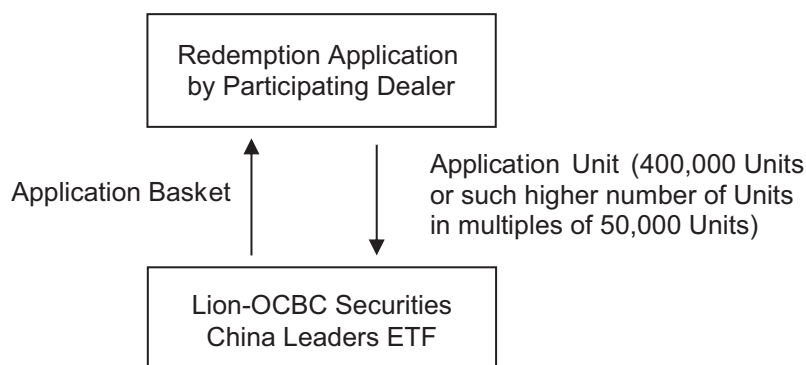 Redemption Application
by Participating Dealer
Application Basket
Application Unit (400,000 Units
or such higher number of Units
in multiples of 50,000 Units)
Lion-OCBC Securities
China Leaders ETF